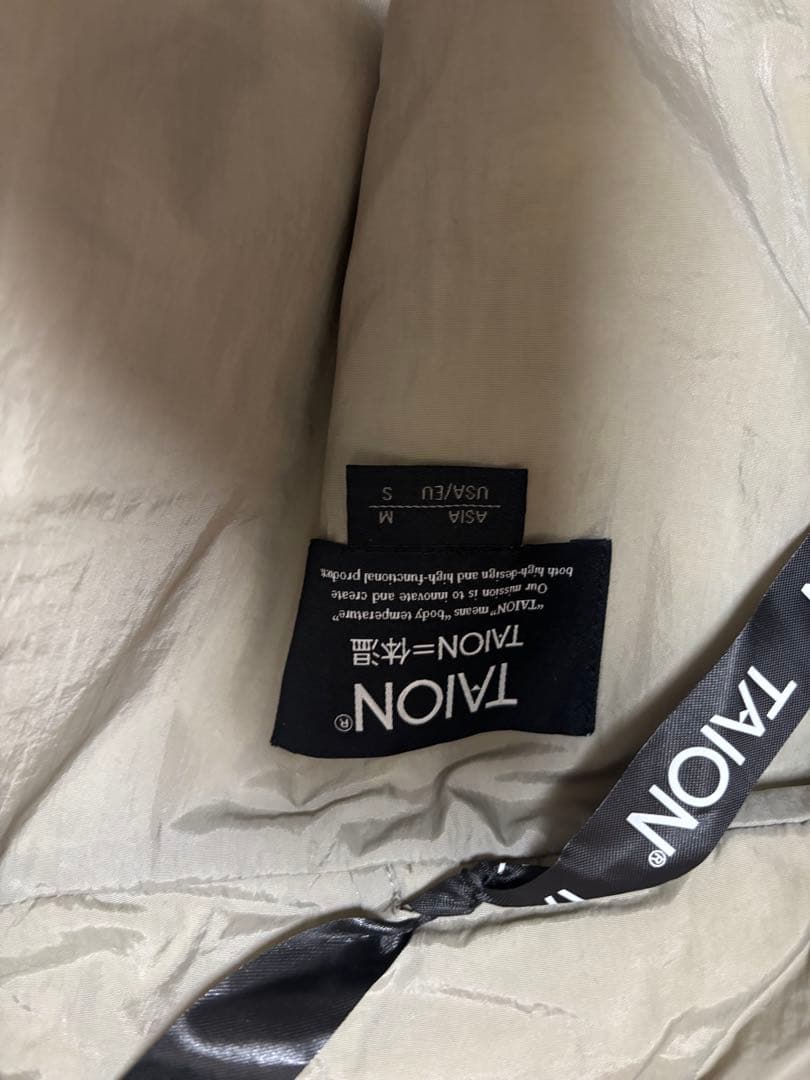 TAION®
TAION=体温
"TAION" means "body temperature"
Our mission is to innovate and create
both high-design and high-functional produc
ASIA M
USA/EU S
TAION®